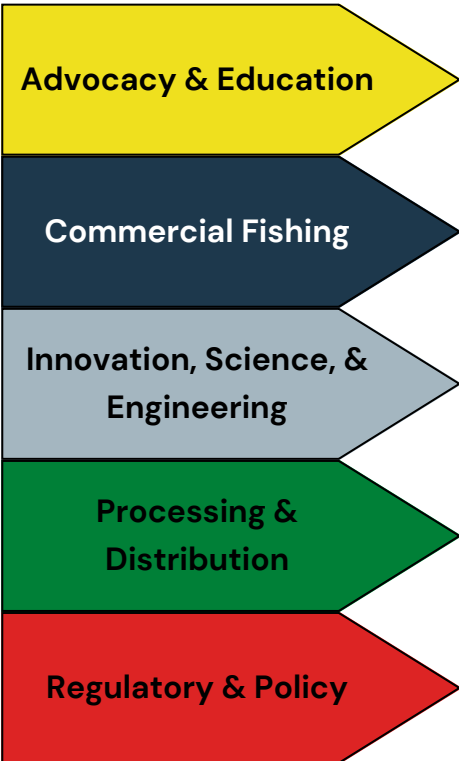 Advocacy & Education
Commercial Fishing
Innovation, Science, &
Engineering
Processing &
Distribution
Regulatory & Policy